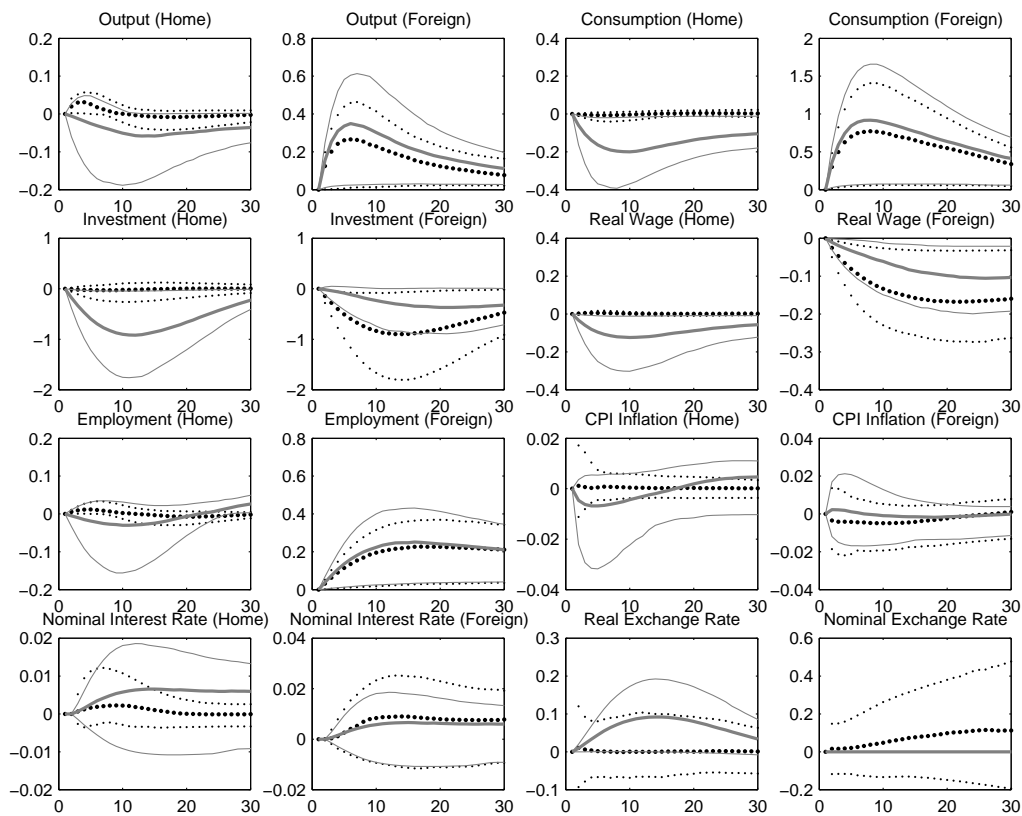 Output (Home)
0.2
0.1
0
−0.1
−0.2
0 10 20 30
Output (Foreign)
0.8
0.6
0.4
0.2
0
0 10 20 30
Consumption (Home)
0.4
0.2
0
−0.2
−0.4
0 10 20 30
Consumption (Foreign)
2
1.5
1
0.5
0
0 10 20 30
Investment (Home)
1
0
−1
−2
0 10 20 30
Investment (Foreign)
1
0
−1
−2
0 10 20 30
Real Wage (Home)
0.4
0.2
0
−0.2
−0.4
0 10 20 30
Real Wage (Foreign)
0
−0.1
−0.2
−0.3
−0.4
0 10 20 30
Employment (Home)
0.2
0.1
0
−0.1
−0.2
0 10 20 30
Employment (Foreign)
0.8
0.6
0.4
0.2
0
0 10 20 30
CPI Inflation (Home)
0.02
0
−0.02
−0.04
0 10 20 30
CPI Inflation (Foreign)
0.04
0.02
0
−0.02
−0.04
0 10 20 30
Nominal Interest Rate (Home)
0.02
0.01
0
−0.01
−0.02
0 10 20 30
Nominal Interest Rate (Foreign)
0.04
0.02
0
−0.02
0 10 20 30
Real Exchange Rate
0.3
0.2
0.1
0
−0.1
0 10 20 30
Nominal Exchange Rate
0.6
0.4
0.2
0
−0.2
0 10 20 30